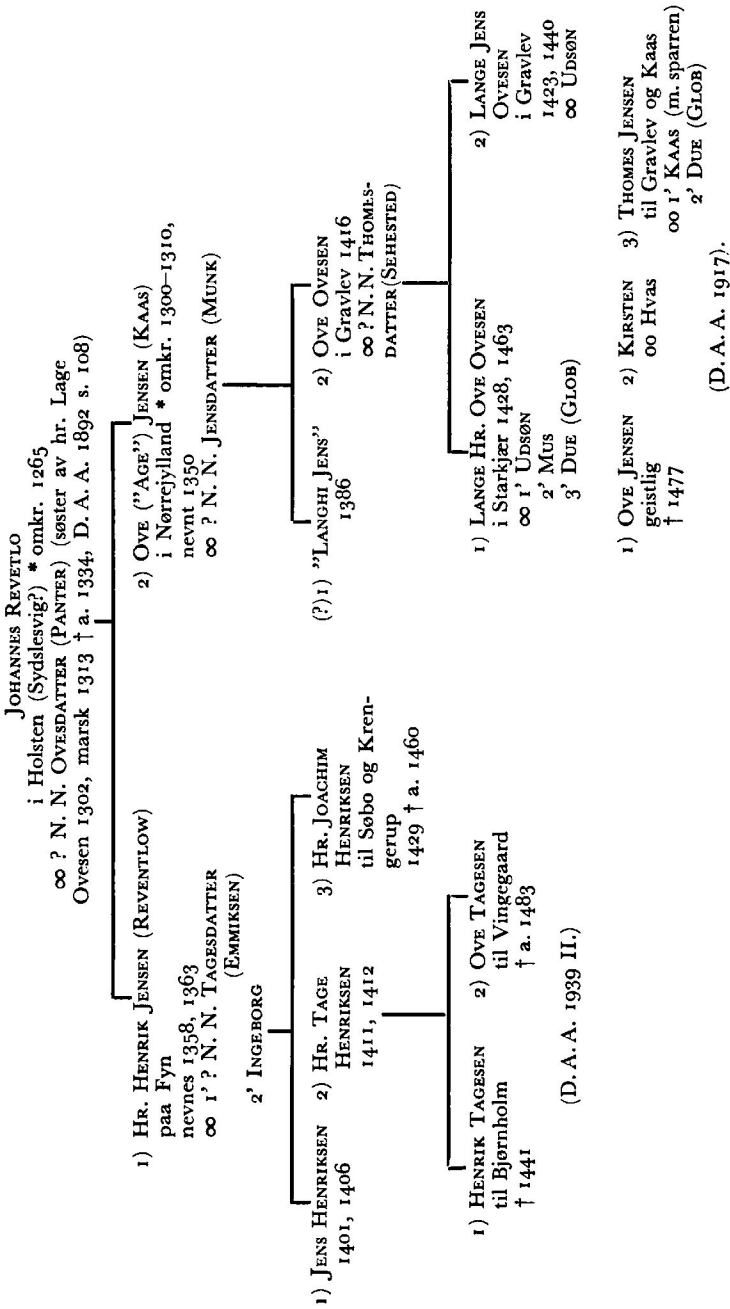 JOHANNES REVETLO
i Holsten (Sydslesvig?) * omkr. 1265
∞ ? N. N. OVESDATTER (PANTER) (søster av hr. Lage
Ovesen 1302, marsk 1313 † a. 1334, D. A. A. 1892 s. 108)
1) HR. HENRIK JENSEN (REVENTLOW)
paa Fyn
nevnes 1358, 1363
∞ 1' ? N. N. TAGESDATTER
(EMMIKSEN)
2' INGEBORG
2) OVE ("AGE") JENSEN (KAAS)
i Nørrejylland * omkr. 1300–1310,
nevnt 1350
∞ ? N. N. JENSDATTER (MUNK)
1) JENS HENRIKSEN
1401, 1406
2) HR. TAGE
HENRIKSEN
1411, 1412
3) HR. JOACHIM
HENRIKSEN
til Søbo og Kren-
gerup
1429 † a. 1460
(?) 1) "LANGHI JENS"
1386
2) OVE OVESEN
i Gravlev 1416
∞ ? N. N. THOMES-
DATTER (SEHESTED)
1) HENRIK TAGESEN
til Bjørnholm
† 1441
2) OVE TAGESEN
til Vingegaard
† a. 1483
(D. A. A. 1939 II.)
1) LANGE HR. OVE OVESEN
i Starkjær 1428, 1463
∞ 1' UDSØN
2' MUS
3' DUE (GLOB)
2) LANGE JENS
OVESEN
i Gravlev
1423, 1440
∞ UDSØN
1) OVE JENSEN
geistlig
† 1477
2) KIRSTEN
∞ HVAS
3) THOMES JENSEN
til Gravlev og Kaas
∞ 1' KAAS (m. sparren)
2' DUE (GLOB)
(D. A. A. 1917).